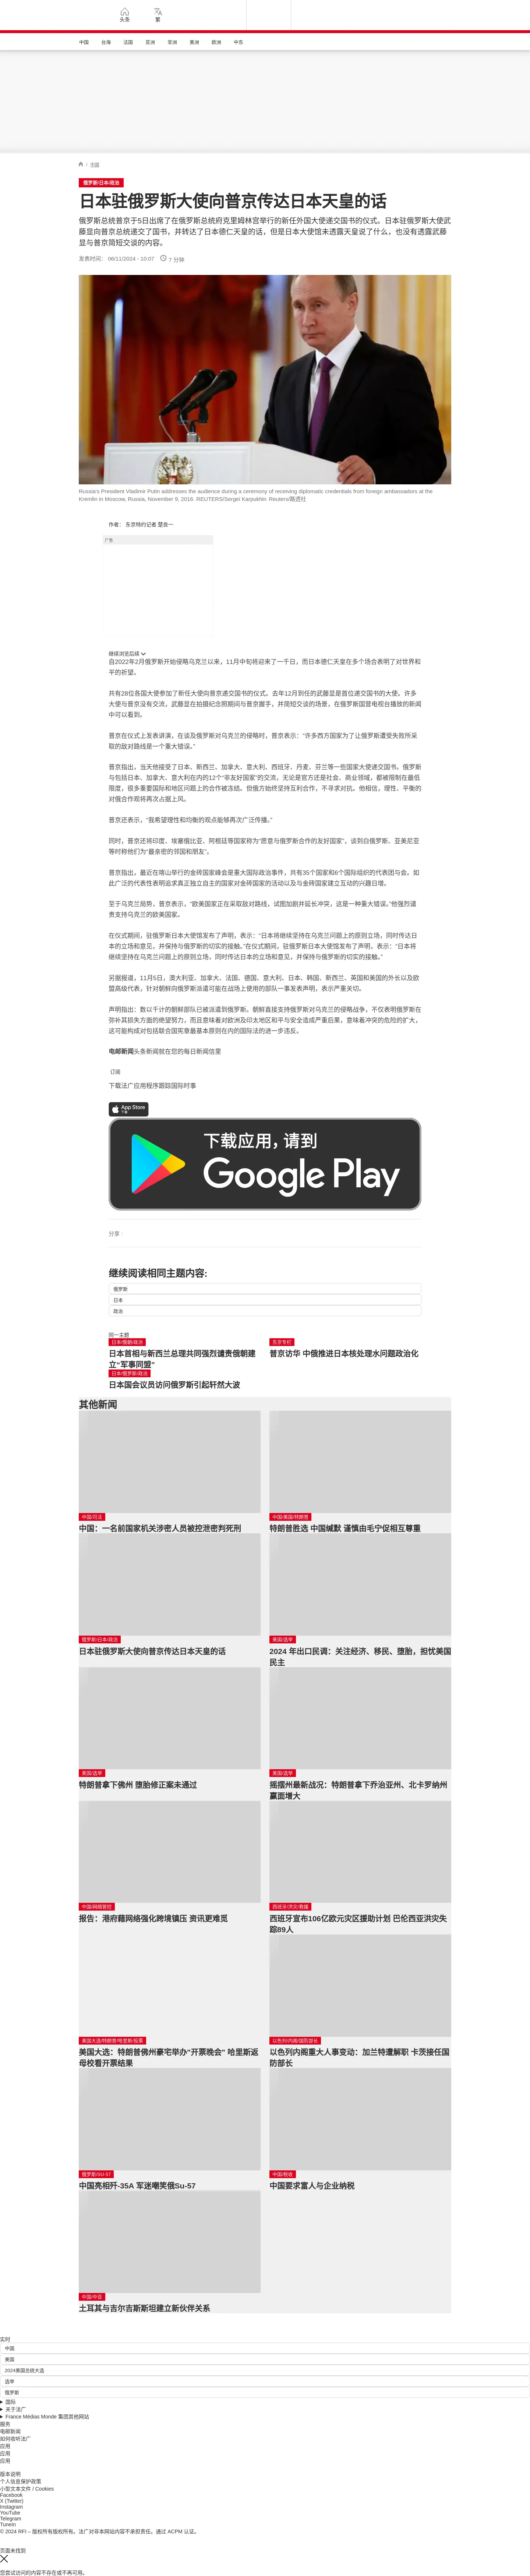 头条
繁
中国
台海
法国
亚洲
非洲
美洲
欧洲
中东
/
中国
俄罗斯/日本/政治
日本驻俄罗斯大使向普京传达日本天皇的话
俄罗斯总统普京于5日出席了在俄罗斯总统府克里姆林宫举行的新任外国大使递交国书的仪式。日本驻俄罗斯大使武
藤显向普京总统递交了国书，并转达了日本德仁天皇的话，但是日本大使馆未透露天皇说了什么，也没有透露武藤
显与普京简短交谈的内容。
发表时间： 06/11/2024 - 10:07
7 分钟
Russia's President Vladimir Putin addresses the audience during a ceremony of receiving diplomatic credentials from foreign ambassadors at the
Kremlin in Moscow, Russia, November 9, 2016. REUTERS/Sergei Karpukhin Reuters/路透社
作者： 东京特约记者 楚良一
广告
继续浏览后续
自2022年2月俄罗斯开始侵略乌克兰以来，11月中旬将迎来了一千日，而日本德仁天皇在多个场合表明了对世界和
平的祈望。
共有28位各国大使参加了新任大使向普京递交国书的仪式。去年12月到任的武藤显是首位递交国书的大使。许多
大使与普京没有交流，武藤显在拍摄纪念照期间与普京握手，并简短交谈的场景，在俄罗斯国营电视台播放的新闻
中可以看到。
普京在仪式上发表讲演，在谈及俄罗斯对乌克兰的侵略时，普京表示：“许多西方国家为了让俄罗斯遭受失败所采
取的敌对路线是一个重大错误。”
普京指出，当天他接受了日本、新西兰、加拿大、意大利、西班牙、丹麦、芬兰等一些国家大使递交国书。俄罗斯
与包括日本、加拿大、意大利在内的12个“非友好国家”的交流，无论是官方还是社会、商业领域，都被限制在最低
限度，很多重要国际和地区问题上的合作被冻结。但俄方始终坚持互利合作，不寻求对抗。他相信，理性、平衡的
对俄合作观终将再次占据上风。
普京还表示，“我希望理性和均衡的观点能够再次广泛传播。”
同时，普京还将印度、埃塞俄比亚、阿根廷等国家称为“愿意与俄罗斯合作的友好国家”，谈到白俄罗斯、亚美尼亚
等时称他们为“最亲密的邻国和朋友”。
普京指出，最近在喀山举行的金砖国家峰会是重大国际政治事件，共有35个国家和6个国际组织的代表团与会，如
此广泛的代表性表明追求真正独立自主的国家对金砖国家的活动以及与金砖国家建立互动的兴趣日增。
至于乌克兰局势，普京表示，“欧美国家正在采取敌对路线，试图加剧并延长冲突，这是一种重大错误。”他强烈谴
责支持乌克兰的欧美国家。
在仪式期间，驻俄罗斯日本大使馆发布了声明，表示：“日本将继续坚持在乌克兰问题上的原则立场，同时传达日
本的立场和意见，并保持与俄罗斯的切实的接触。”在仪式期间，驻俄罗斯日本大使馆发布了声明，表示：“日本将
继续坚持在乌克兰问题上的原则立场，同时传达日本的立场和意见，并保持与俄罗斯的切实的接触。”
另据报道，11月5日，澳大利亚、加拿大、法国、德国、意大利、日本、韩国、新西兰、英国和美国的外长以及欧
盟高级代表，针对朝鲜向俄罗斯派遣可能在战场上使用的部队一事发表声明，表示严重关切。
声明指出：数以千计的朝鲜部队已被派遣到俄罗斯。朝鲜直接支持俄罗斯对乌克兰的侵略战争，不仅表明俄罗斯在
弥补其损失方面的绝望努力，而且意味着对欧洲及印太地区和平与安全造成严重后果，意味着冲突的危险的扩大，
这可能构成对包括联合国宪章最基本原则在内的国际法的进一步违反。
电邮新闻头条新闻就在您的每日新闻信里
订阅
下载法广应用程序跟踪国际时事
App Store
下载应用，请到
Google Play
分享 :
继续阅读相同主题内容:
俄罗斯
日本
政治
同一主题
日本/俄朝/政治
日本首相与新西兰总理共同强烈谴责俄朝建
立"军事同盟"
东京专栏
普京访华 中俄推进日本核处理水问题政治化
日本/俄罗斯/政治
日本国会议员访问俄罗斯引起轩然大波
其他新闻
中国/司法
中国：一名前国家机关涉密人员被控泄密判死刑
中国/美国/特朗普
特朗普胜选 中国缄默 谨慎由毛宁促相互尊重
俄罗斯/日本/政治
日本驻俄罗斯大使向普京传达日本天皇的话
美国/选举
2024 年出口民调：关注经济、移民、堕胎，担忧美国
民主
美国/选举
特朗普拿下佛州 堕胎修正案未通过
美国/选举
摇摆州最新战况：特朗普拿下乔治亚州、北卡罗纳州
赢面增大
中国/网络管控
报告：港府藉网络强化跨境镇压 资讯更难觅
西班牙/洪灾/救援
西班牙宣布106亿欧元灾区援助计划 巴伦西亚洪灾失
踪89人
美国大选/特朗普/哈里斯/投票
美国大选：特朗普佛州豪宅举办"开票晚会" 哈里斯返
母校看开票结果
以色列/内阁/国防部长
以色列内阁重大人事变动：加兰特遭解职 卡茨接任国
防部长
俄罗斯/SU-57
中国亮相歼-35A 军迷嘲笑俄Su-57
中国/税收
中国要求富人与企业纳税
中国/中亚
土耳其与吉尔吉斯斯坦建立新伙伴关系
实时
中国
美国
2024美国总统大选
选举
俄罗斯
国际
关于法广
France Médias Monde 集团其他网站
服务
电邮新闻
如何收听法广
应用
应用
应用
版本说明
个人信息保护政策
小型文本文件 / Cookies
Facebook
X (Twitter)
Instagram
YouTube
Telegram
TuneIn
© 2024 RFI – 版权所有版权所有。法广对非本网站内容不承担责任。通过 ACPM 认证。
页面未找到
您尝试访问的内容不存在或不再可用。